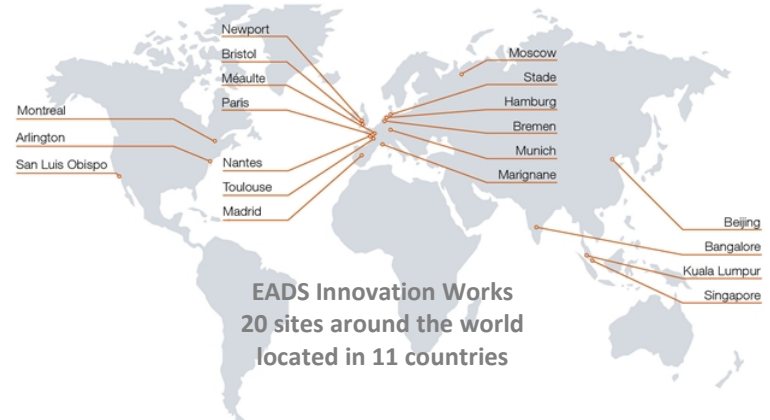 Newport
Bristol
Méaulte
Paris
Montreal
Arlington
San Luis Obispo
Nantes
Toulouse
Madrid
Moscow
Stade
Hamburg
Bremen
Munich
Marignane
Beijing
Bangalore
Kuala Lumpur
Singapore
EADS Innovation Works
20 sites around the world
located in 11 countries